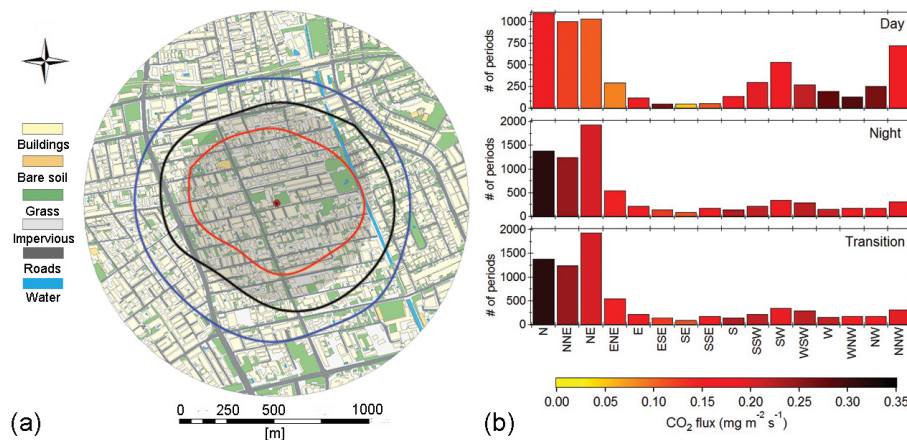 Buildings
Bare soil
Grass
Impervious
Roads
Water
(a)
0 250 500 1000
[m]
Day
# of periods
1000
750
500
250
0
Night
# of periods
2000
1500
1000
500
0
Transition
# of periods
2000
1500
1000
500
0
N NNE NE ENE E ESE SE SSE S SSW SW WSW W WNW NW NNW
0.00 0.05 0.10 0.15 0.20 0.25 0.30 0.35
CO₂ flux (mg m⁻² s⁻¹)
(b)